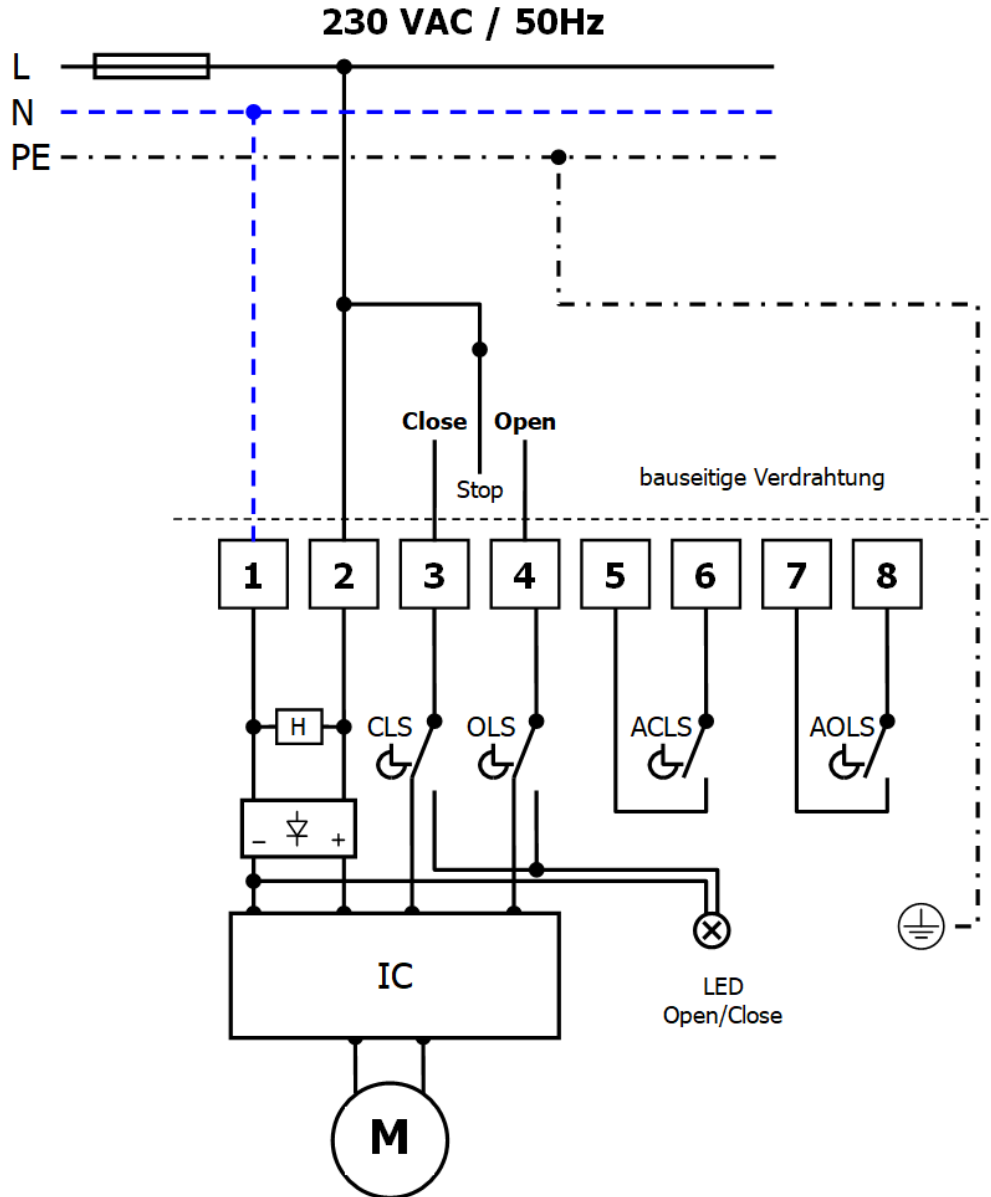 230 VAC / 50Hz
L
N
PE
Close Open
Stop
bauseitige Verdrahtung
1 2 3 4 5 6 7 8
H CLS OLS ACLS AOLS
− +
IC
LED
Open/Close
M